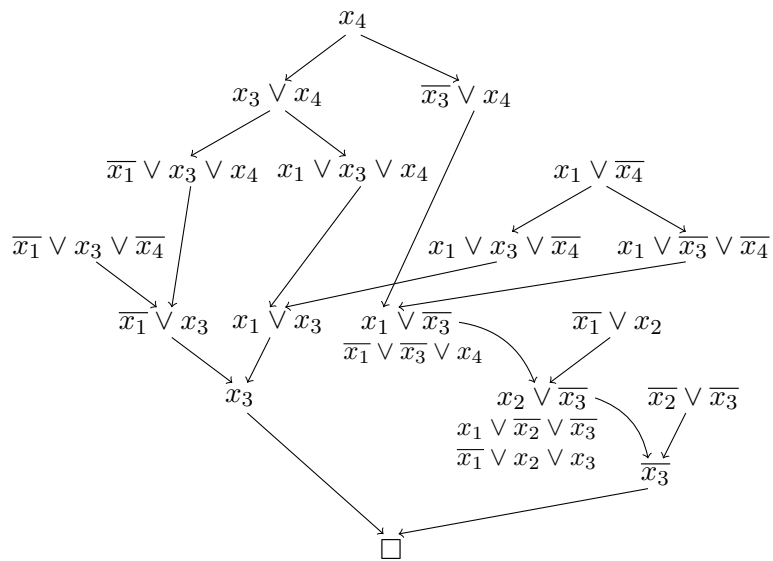 x₄
x₃ ∨ x₄  x̅₃ ∨ x₄
x̅₁ ∨ x₃ ∨ x₄  x₁ ∨ x₃ ∨ x₄  x₁ ∨ x̅₄
x̅₁ ∨ x₃ ∨ x̅₄  x₁ ∨ x₃ ∨ x̅₄  x₁ ∨ x̅₃ ∨ x̅₄
x̅₁ ∨ x₃  x₁ ∨ x₃  x₁ ∨ x̅₃  x̅₁ ∨ x₂
x̅₁ ∨ x̅₃ ∨ x₄
x₃  x₂ ∨ x̅₃  x̅₂ ∨ x̅₃
x₁ ∨ x̅₂ ∨ x̅₃
x̅₁ ∨ x₂ ∨ x₃
x̅₃
□